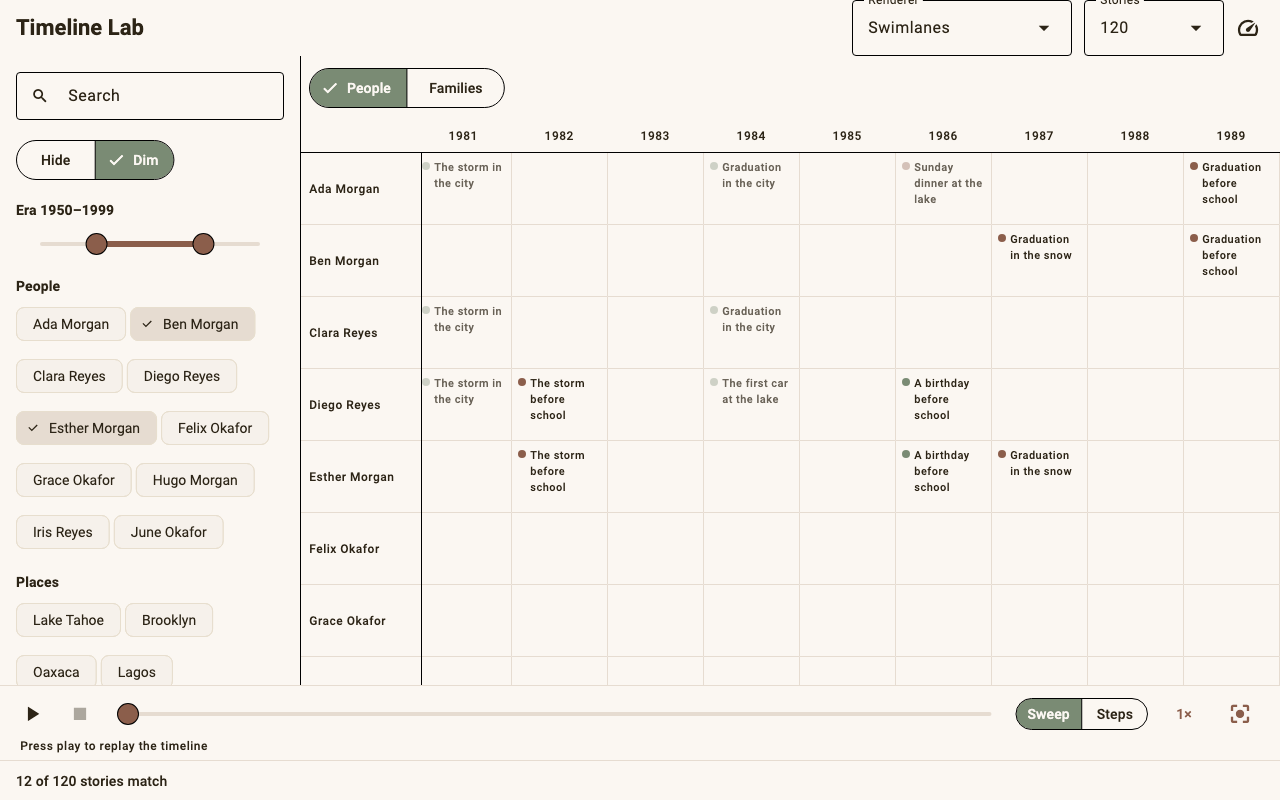 Timeline Lab
Renderer
Stories
Swimlanes
120
Search
Hide
Dim
Era 1950–1999
People
Ada Morgan
Ben Morgan
Clara Reyes
Diego Reyes
Esther Morgan
Felix Okafor
Grace Okafor
Hugo Morgan
Iris Reyes
June Okafor
Places
Lake Tahoe
Brooklyn
Oaxaca
Lagos
People
Families
1981 1982 1983 1984 1985 1986 1987 1988 1989
Ada Morgan
The storm in
the city
Graduation
in the city
Sunday
dinner at the
lake
Graduation
before
school
Ben Morgan
Graduation
in the snow
Graduation
before
school
Clara Reyes
The storm in
the city
Graduation
in the city
Diego Reyes
The storm in
the city
The storm
before
school
The first car
at the lake
A birthday
before
school
Esther Morgan
The storm
before
school
A birthday
before
school
Graduation
in the snow
Felix Okafor
Grace Okafor
Sweep
Steps
1×
Press play to replay the timeline
12 of 120 stories match